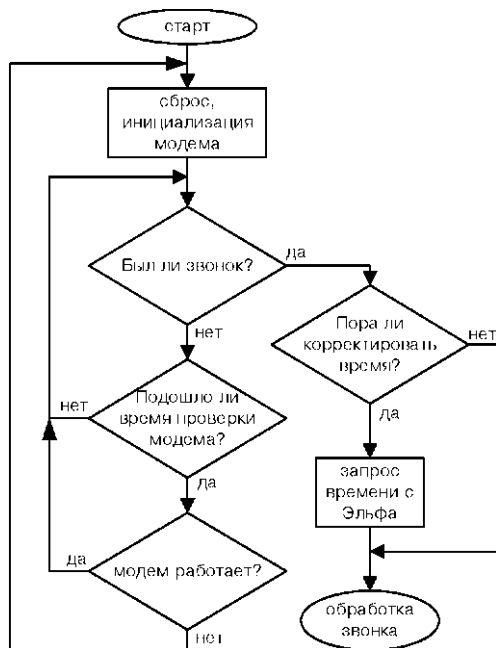 старт
сброс,
инициализация
модема
Был ли звонок?
да
нет
Пора ли
корректировать
время?
нет
да
Подошло ли
время проверки
модема?
нет
да
запрос
времени с
Эльфа
модем работает?
да
нет
обработка
звонка